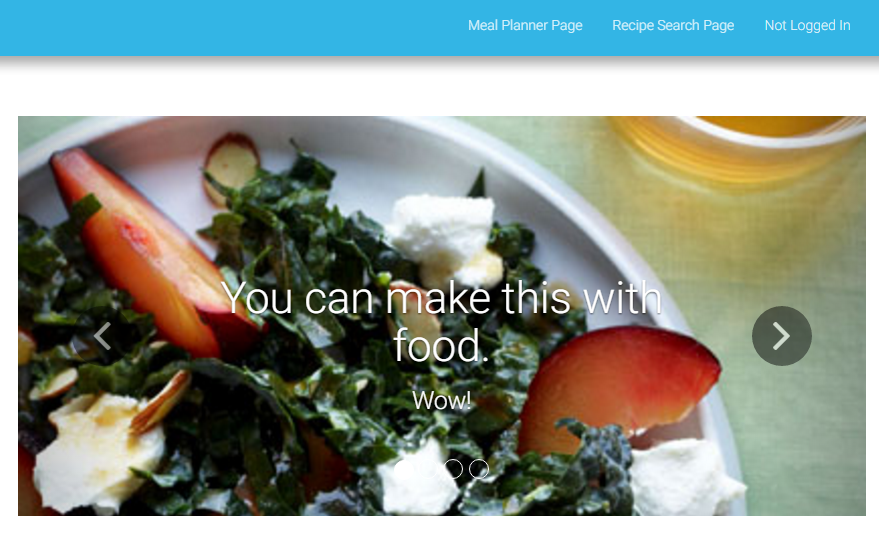 Meal Planner Page Recipe Search Page Not Logged In
You can make this with
food.
Wow!